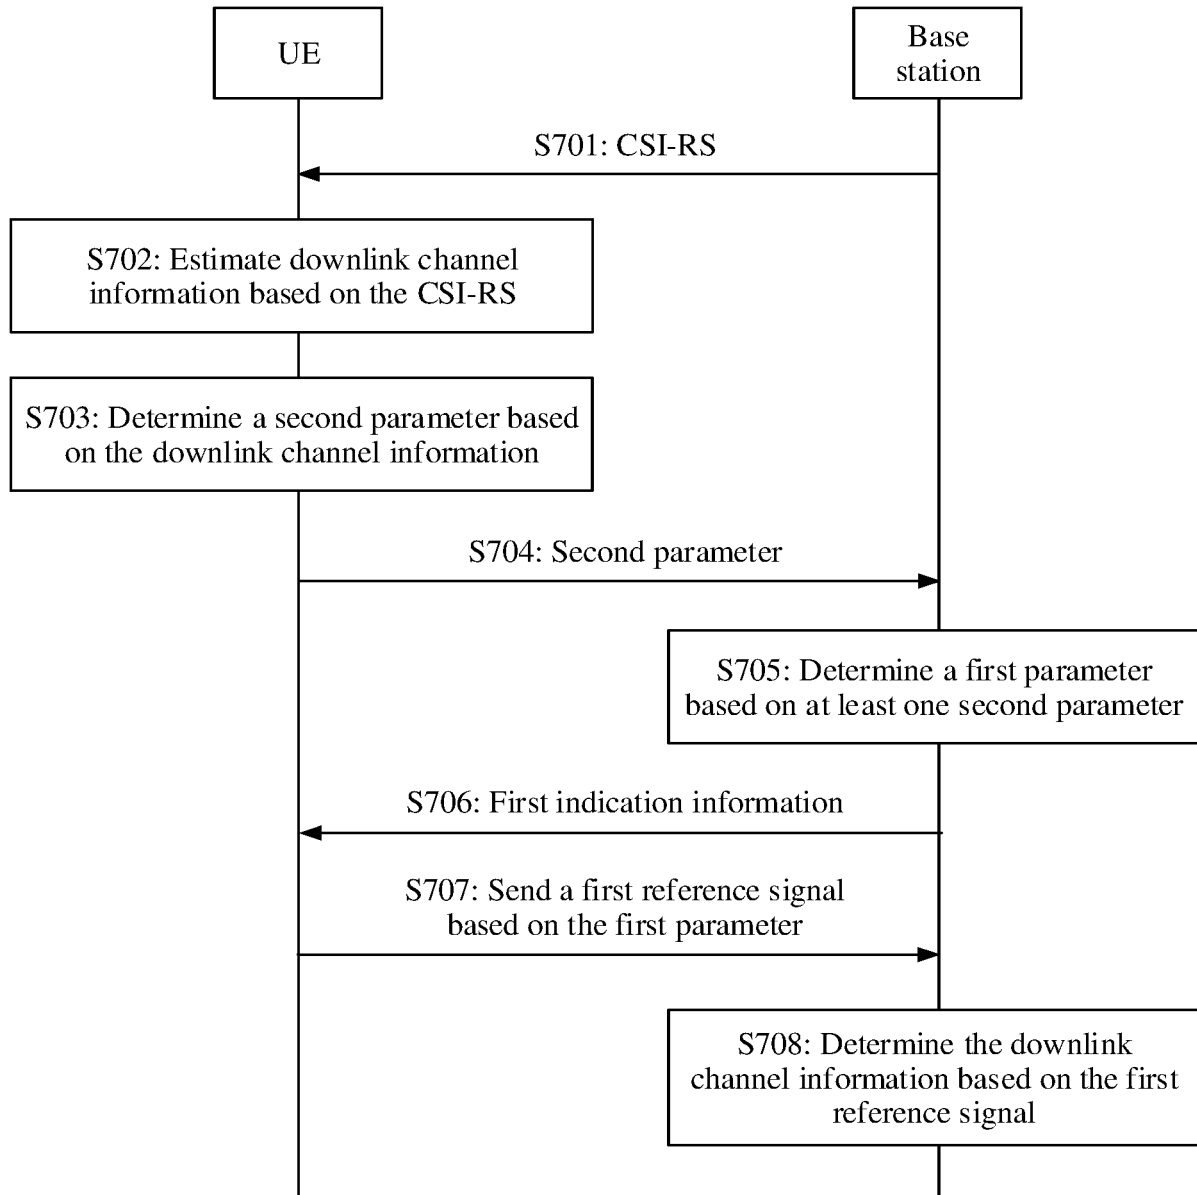 UE
Base
station
S701: CSI-RS
S702: Estimate downlink channel
information based on the CSI-RS
S703: Determine a second parameter based
on the downlink channel information
S704: Second parameter
S705: Determine a first parameter
based on at least one second parameter
S706: First indication information
S707: Send a first reference signal
based on the first parameter
S708: Determine the downlink
channel information based on the first
reference signal